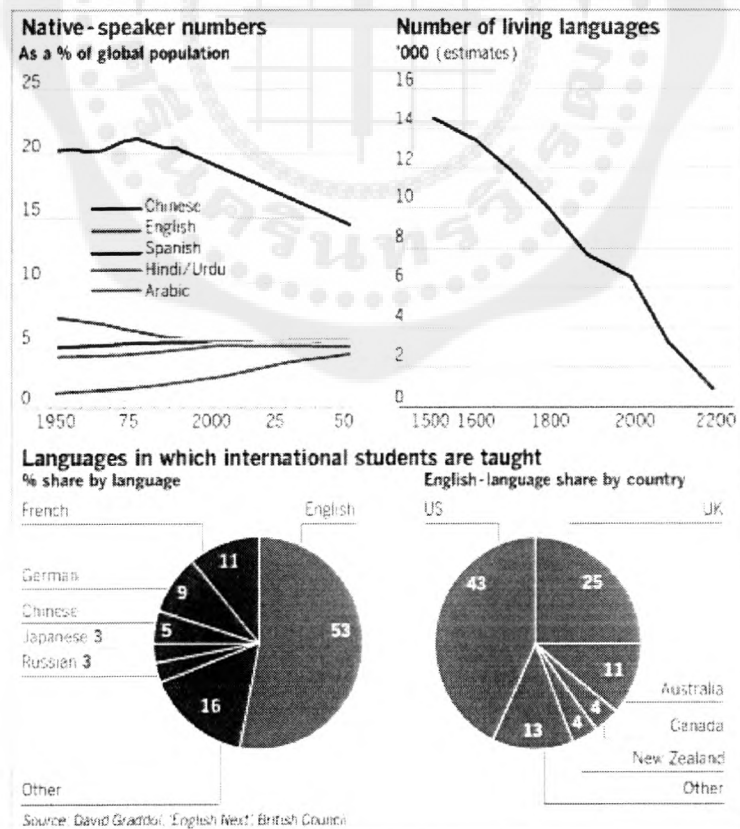 Native-speaker numbers
As a % of global population
25
20
15
10
5
0
Chinese
English
Spanish
Hindi/Urdu
Arabic
1950 75 2000 25 50
Number of living languages
'000 (estimates)
16
14
12
10
8
6
4
2
0
1500 1600 1800 2000 2200
Languages in which international students are taught
% share by language
French
English
German
Chinese
Japanese 3
Russian 3
Other
11
9
5
53
16
English-language share by country
US
UK
43
25
11
4
4
13
Australia
Canada
New Zealand
Other
Source: David Graddol, 'English Next', British Council